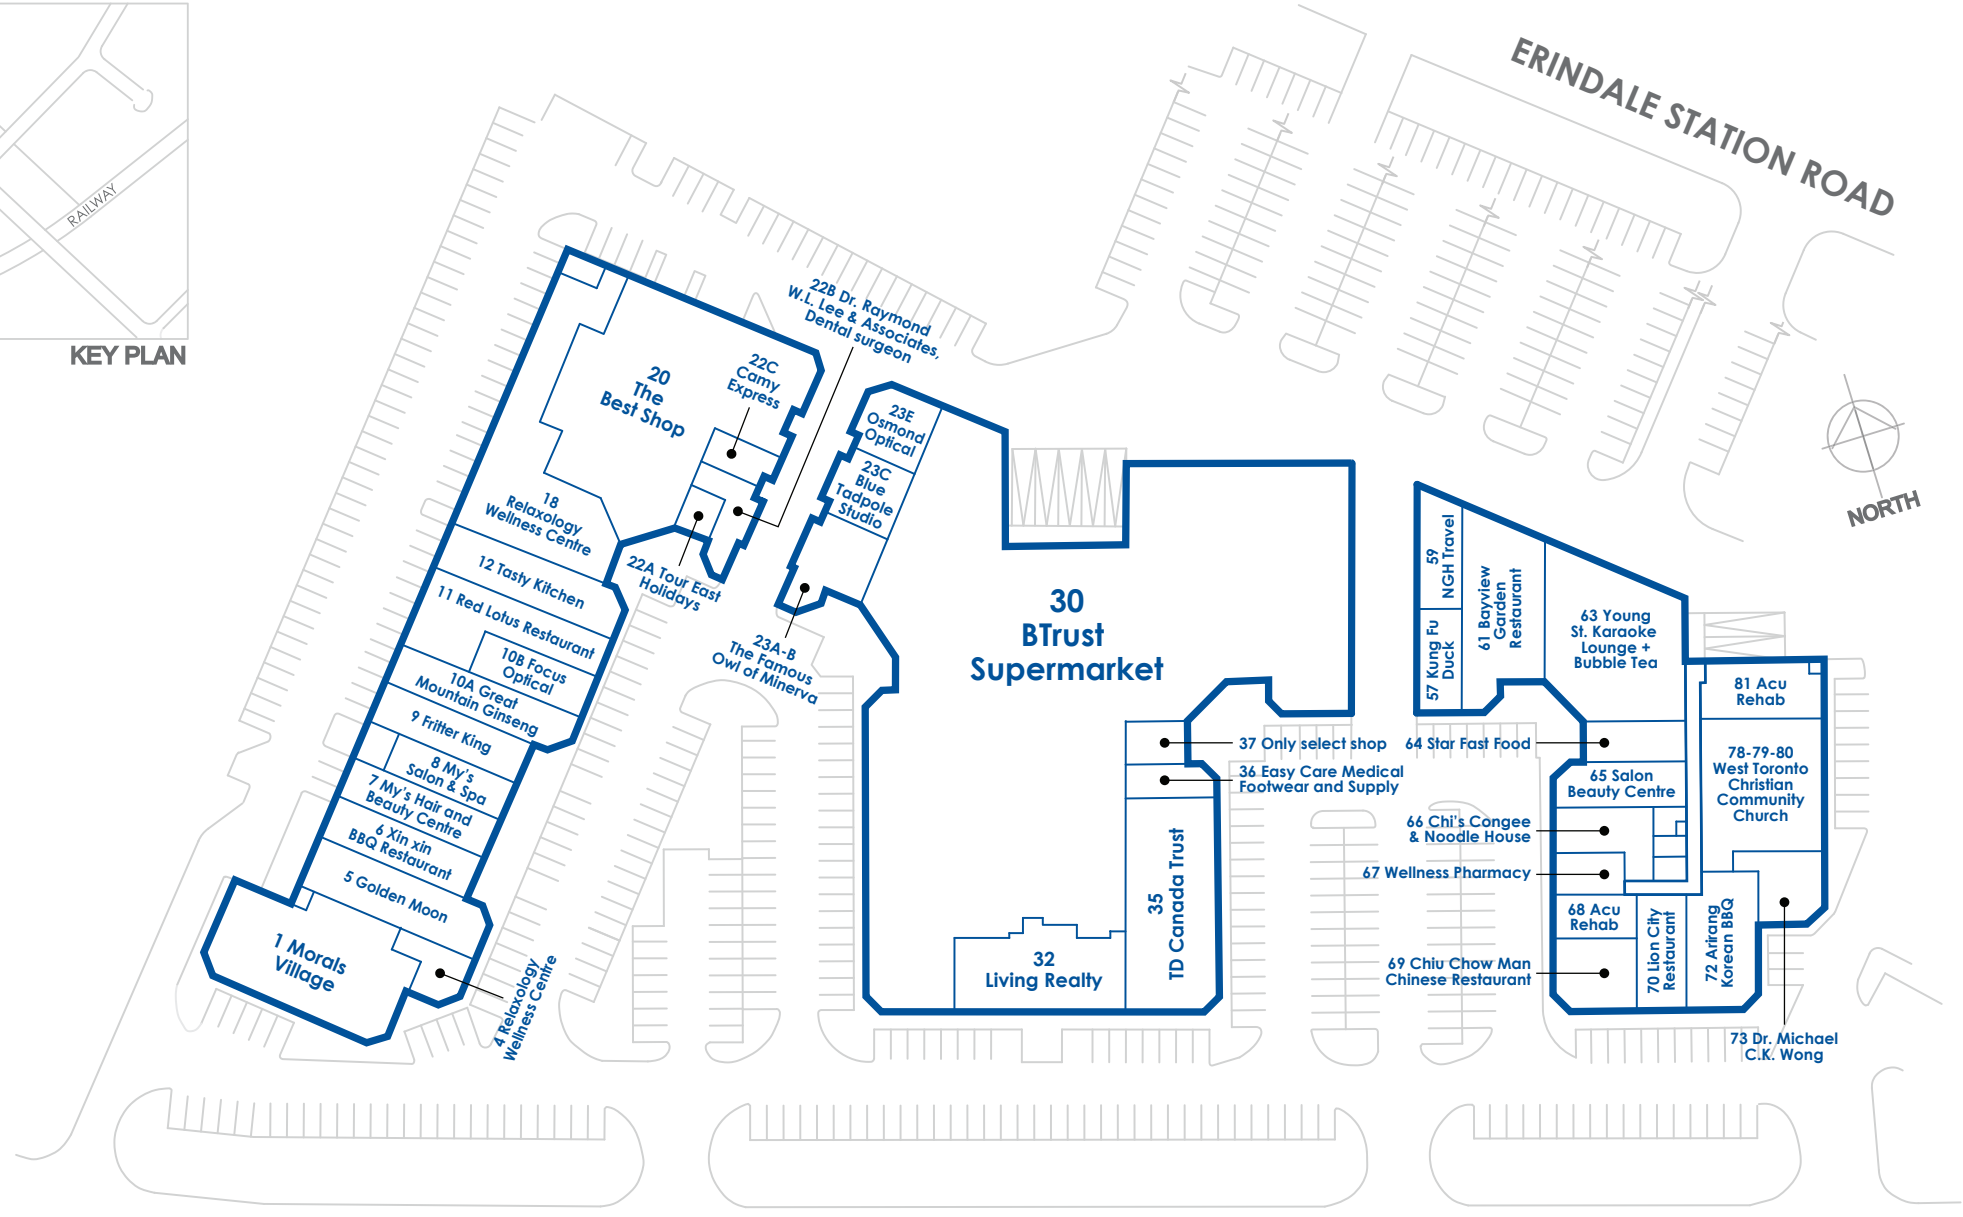 ERINDALE STATION ROAD
RAILWAY
KEY PLAN
NORTH
22B Dr. Raymond
W.L. Lee & Associates,
Dental surgeon
22C
Camy
Express
20
The
Best Shop
23E
Osmond
Optical
23C
Blue
Tadpole
Studio
18
Relaxology
Wellness Centre
12 Tasty Kitchen
11 Red Lotus Restaurant
10B Focus
Optical
10A Great
Mountain Ginseng
9 Fritter King
8 My's
Salon & Spa
7 My's Hair and
Beauty Centre
6 Xin xin
BBQ Restaurant
5 Golden Moon
1 Morals
Village
4 Relaxology
Wellness Centre
22A Tour East
Holidays
23A-B
The Famous
Owl of Minerva
30
BTrust
Supermarket
37 Only select shop
36 Easy Care Medical
Footwear and Supply
35
TD Canada Trust
32
Living Realty
59
NGH Travel
57 Kung Fu
Duck
61 Bayview
Garden
Restaurant
63 Young
St. Karaoke
Lounge +
Bubble Tea
64 Star Fast Food
65 Salon
Beauty Centre
66 Chi's Congee
& Noodle House
67 Wellness Pharmacy
68 Acu
Rehab
69 Chiu Chow Man
Chinese Restaurant
70 Lion City
Restaurant
72 Arirang
Korean BBQ
81 Acu
Rehab
78-79-80
West Toronto
Christian
Community
Church
73 Dr. Michael
C.K. Wong